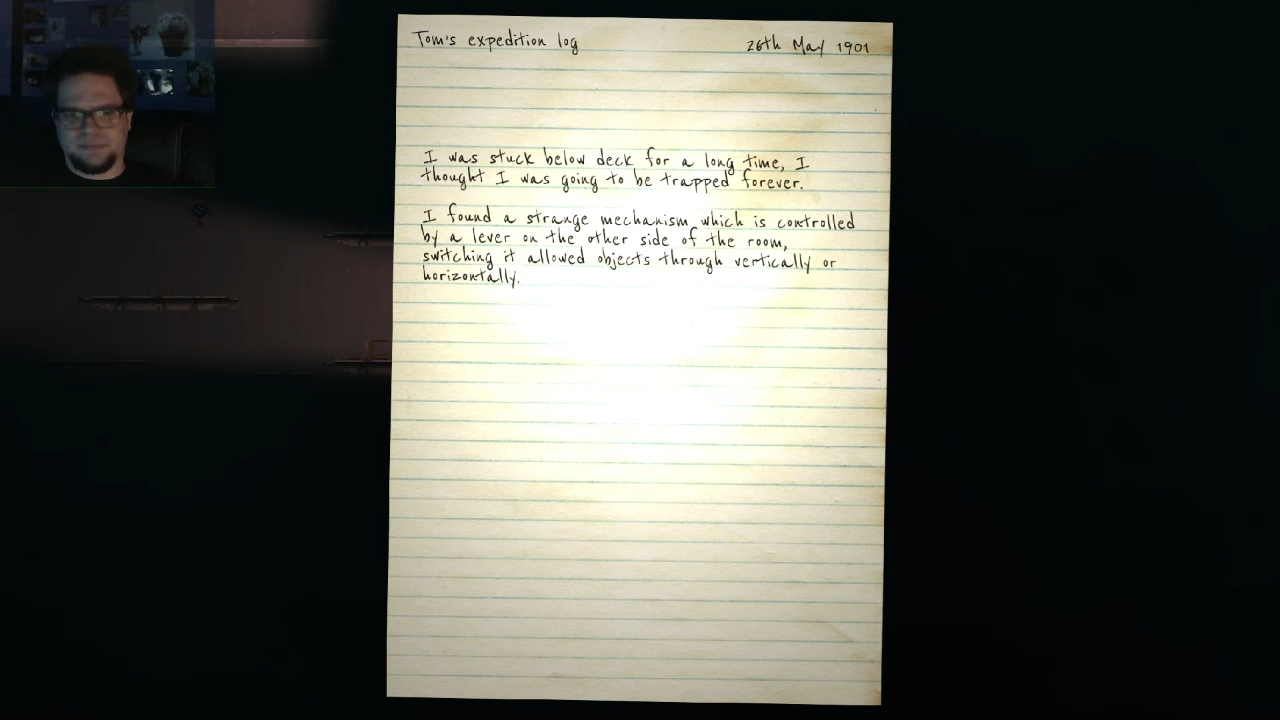 Tom's expedition log
26th May 1901
I was stuck below deck for a long time, I
thought I was going to be trapped forever.
I found a strange mechanism which is controlled
by a lever on the other side of the room,
switching it allowed objects through vertically or
horizontally.